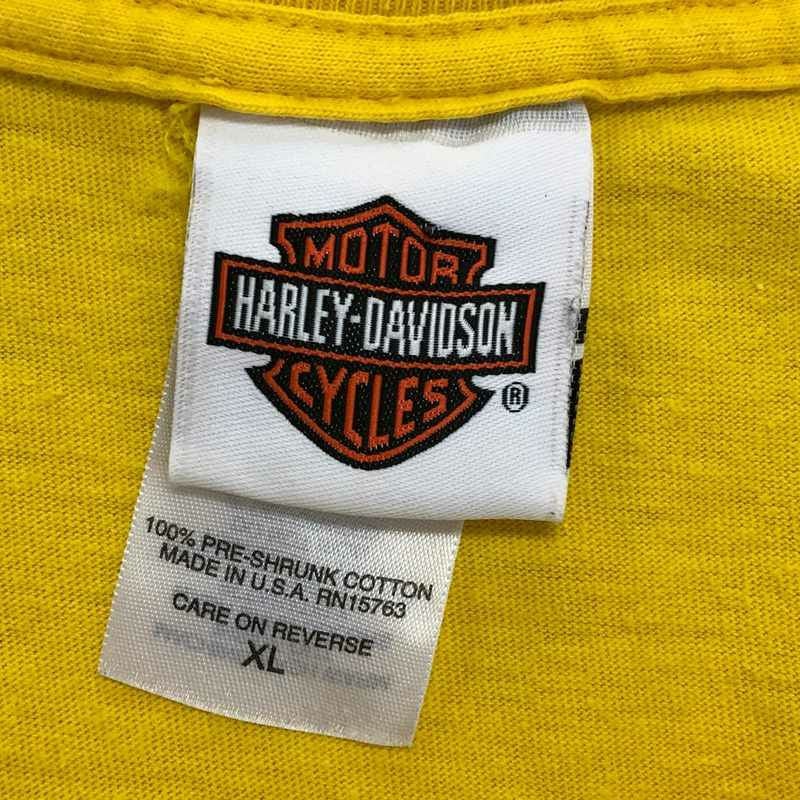 MOTOR
HARLEY-DAVIDSON
CYCLES
®
100% PRE-SHRUNK COTTON
MADE IN U.S.A. RN15763
CARE ON REVERSE
XL